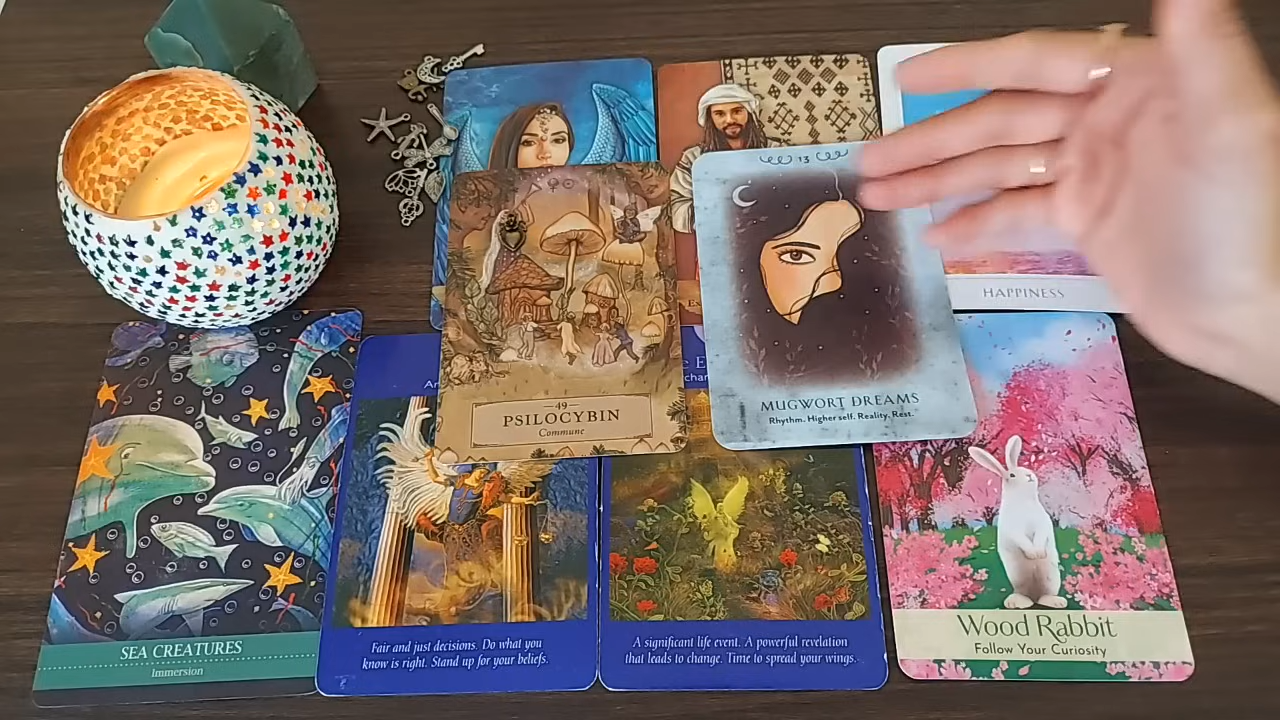 13
HAPPINESS
—49—
PSILOCYBIN
Commune
MUGWORT DREAMS
Rhythm. Higher self. Reality. Rest.
SEA CREATURES
Immersion
Fair and just decisions. Do what you
know is right. Stand up for your beliefs.
A significant life event. A powerful revelation
that leads to change. Time to spread your wings.
Wood Rabbit
Follow Your Curiosity